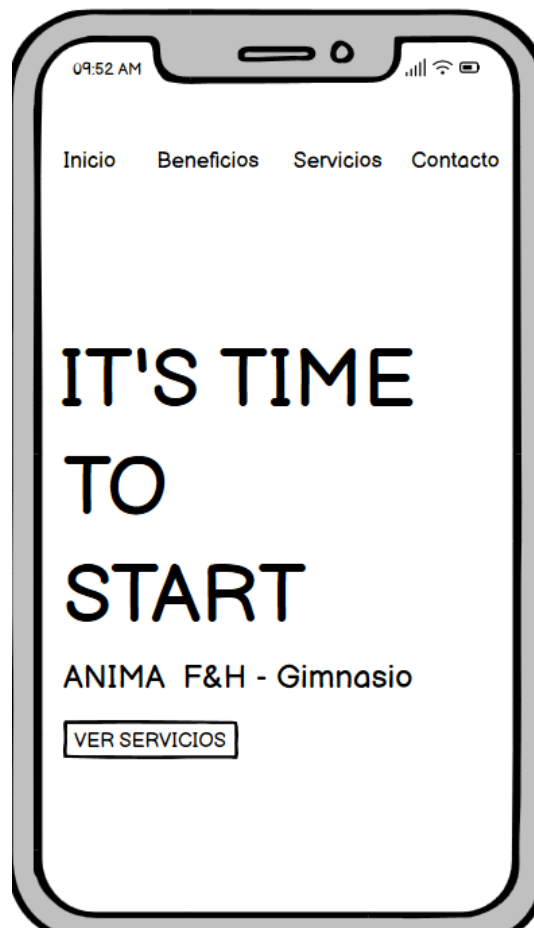 09:52 AM
Inicio Beneficios Servicios Contacto
IT'S TIME
TO
START
ANIMA F&H - Gimnasio
VER SERVICIOS